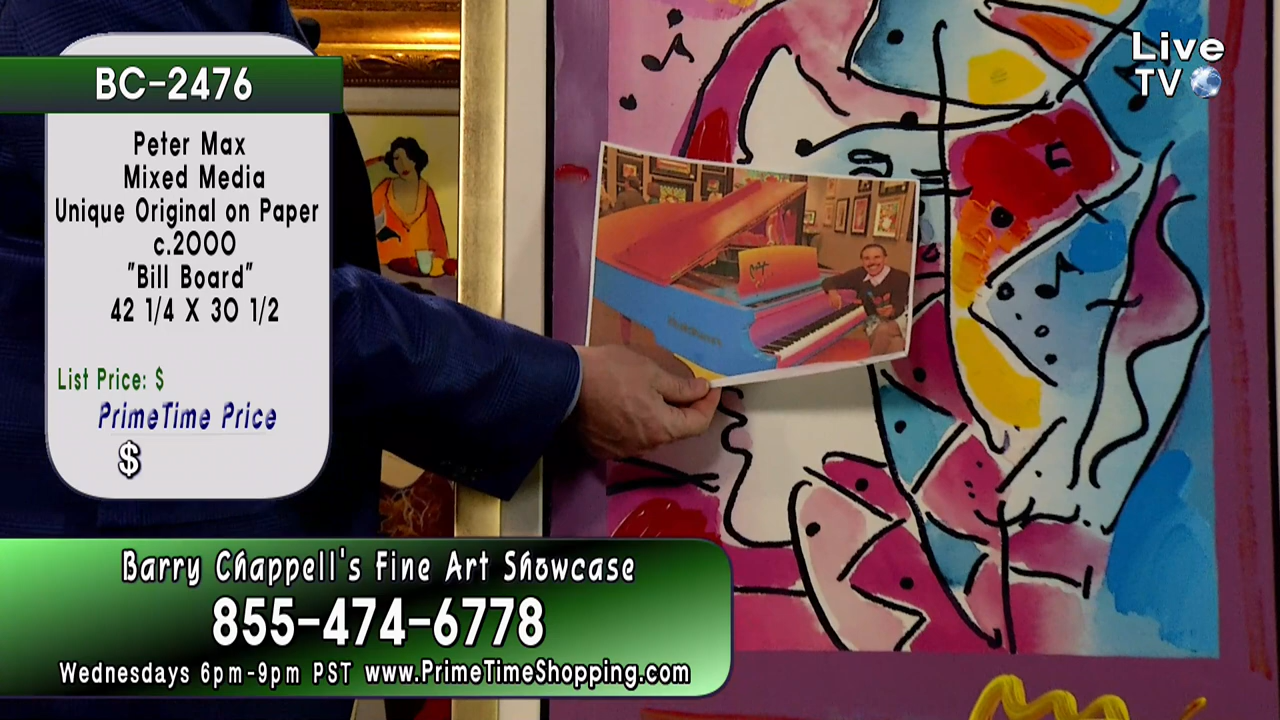 BC-2476
Peter Max
Mixed Media
Unique Original on Paper
c.2000
"Bill Board"
42 1/4 X 30 1/2
List Price: $
PrimeTime Price
$
Live
TV
Barry Chappell's Fine Art Showcase
855-474-6778
Wednesdays 6pm-9pm PST www.PrimeTimeShopping.com